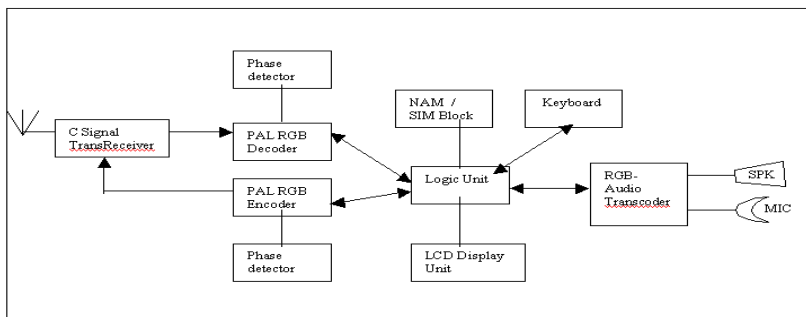 Phase
detector
NAM /
SIM Block
Keyboard
C Signal
TransReceiver
PAL RGB
Decoder
Logic Unit
RGB-
Audio
Transcoder
SPK
MIC
PAL RGB
Encoder
Phase
detector
LCD Display
Unit